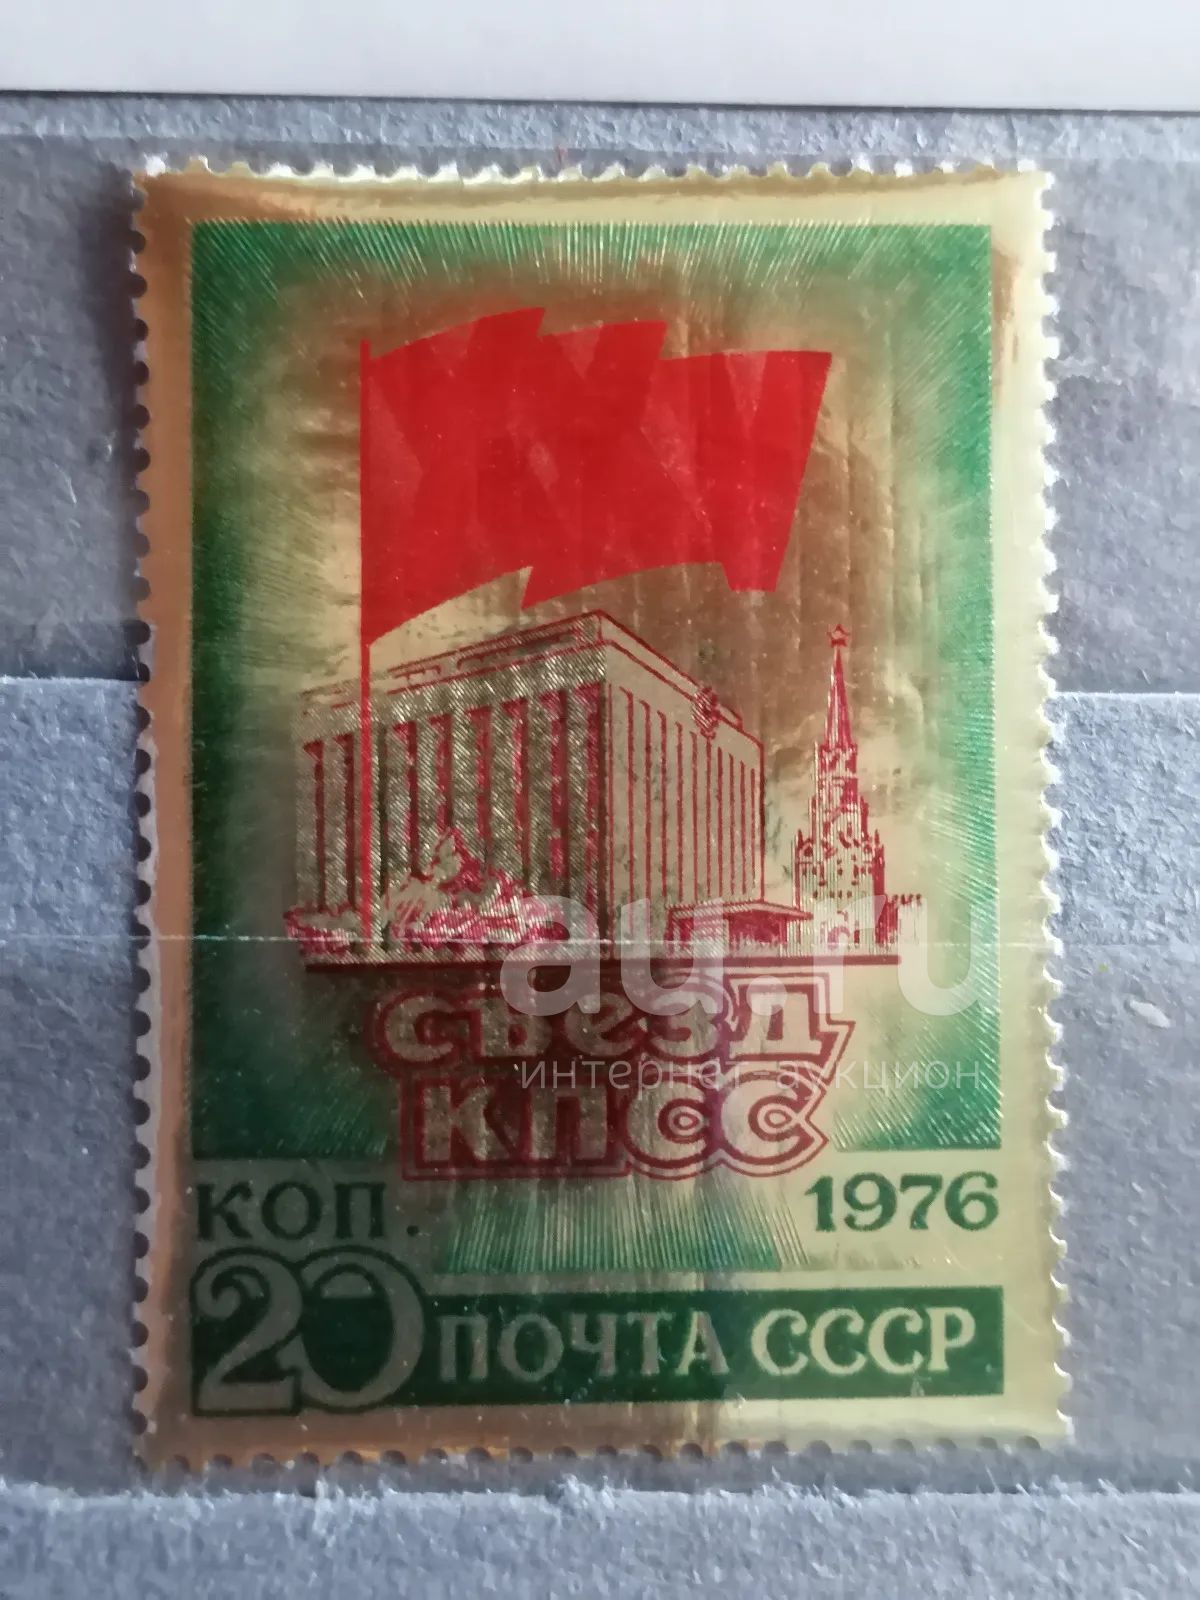 XXV
съезд
КПСС
коп.
1976
20
ПОЧТА СССР
au.ru
интернет-аукцион